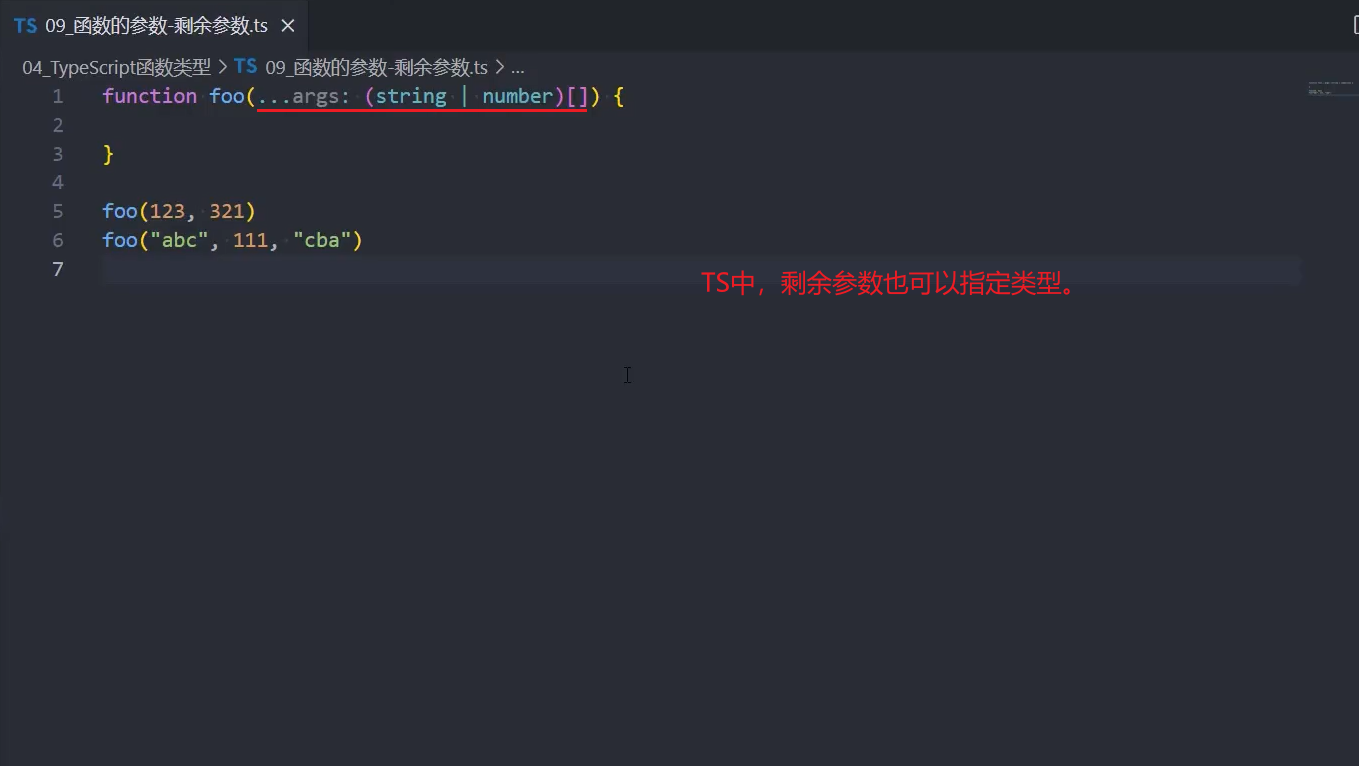 TS 09_函数的参数-剩余参数.ts ×
04_TypeScript函数类型 > TS 09_函数的参数-剩余参数.ts > ...
1 function foo(...args: (string | number)[]) {
2
3 }
4
5 foo(123, 321)
6 foo("abc", 111, "cba")
7
TS中，剩余参数也可以指定类型。